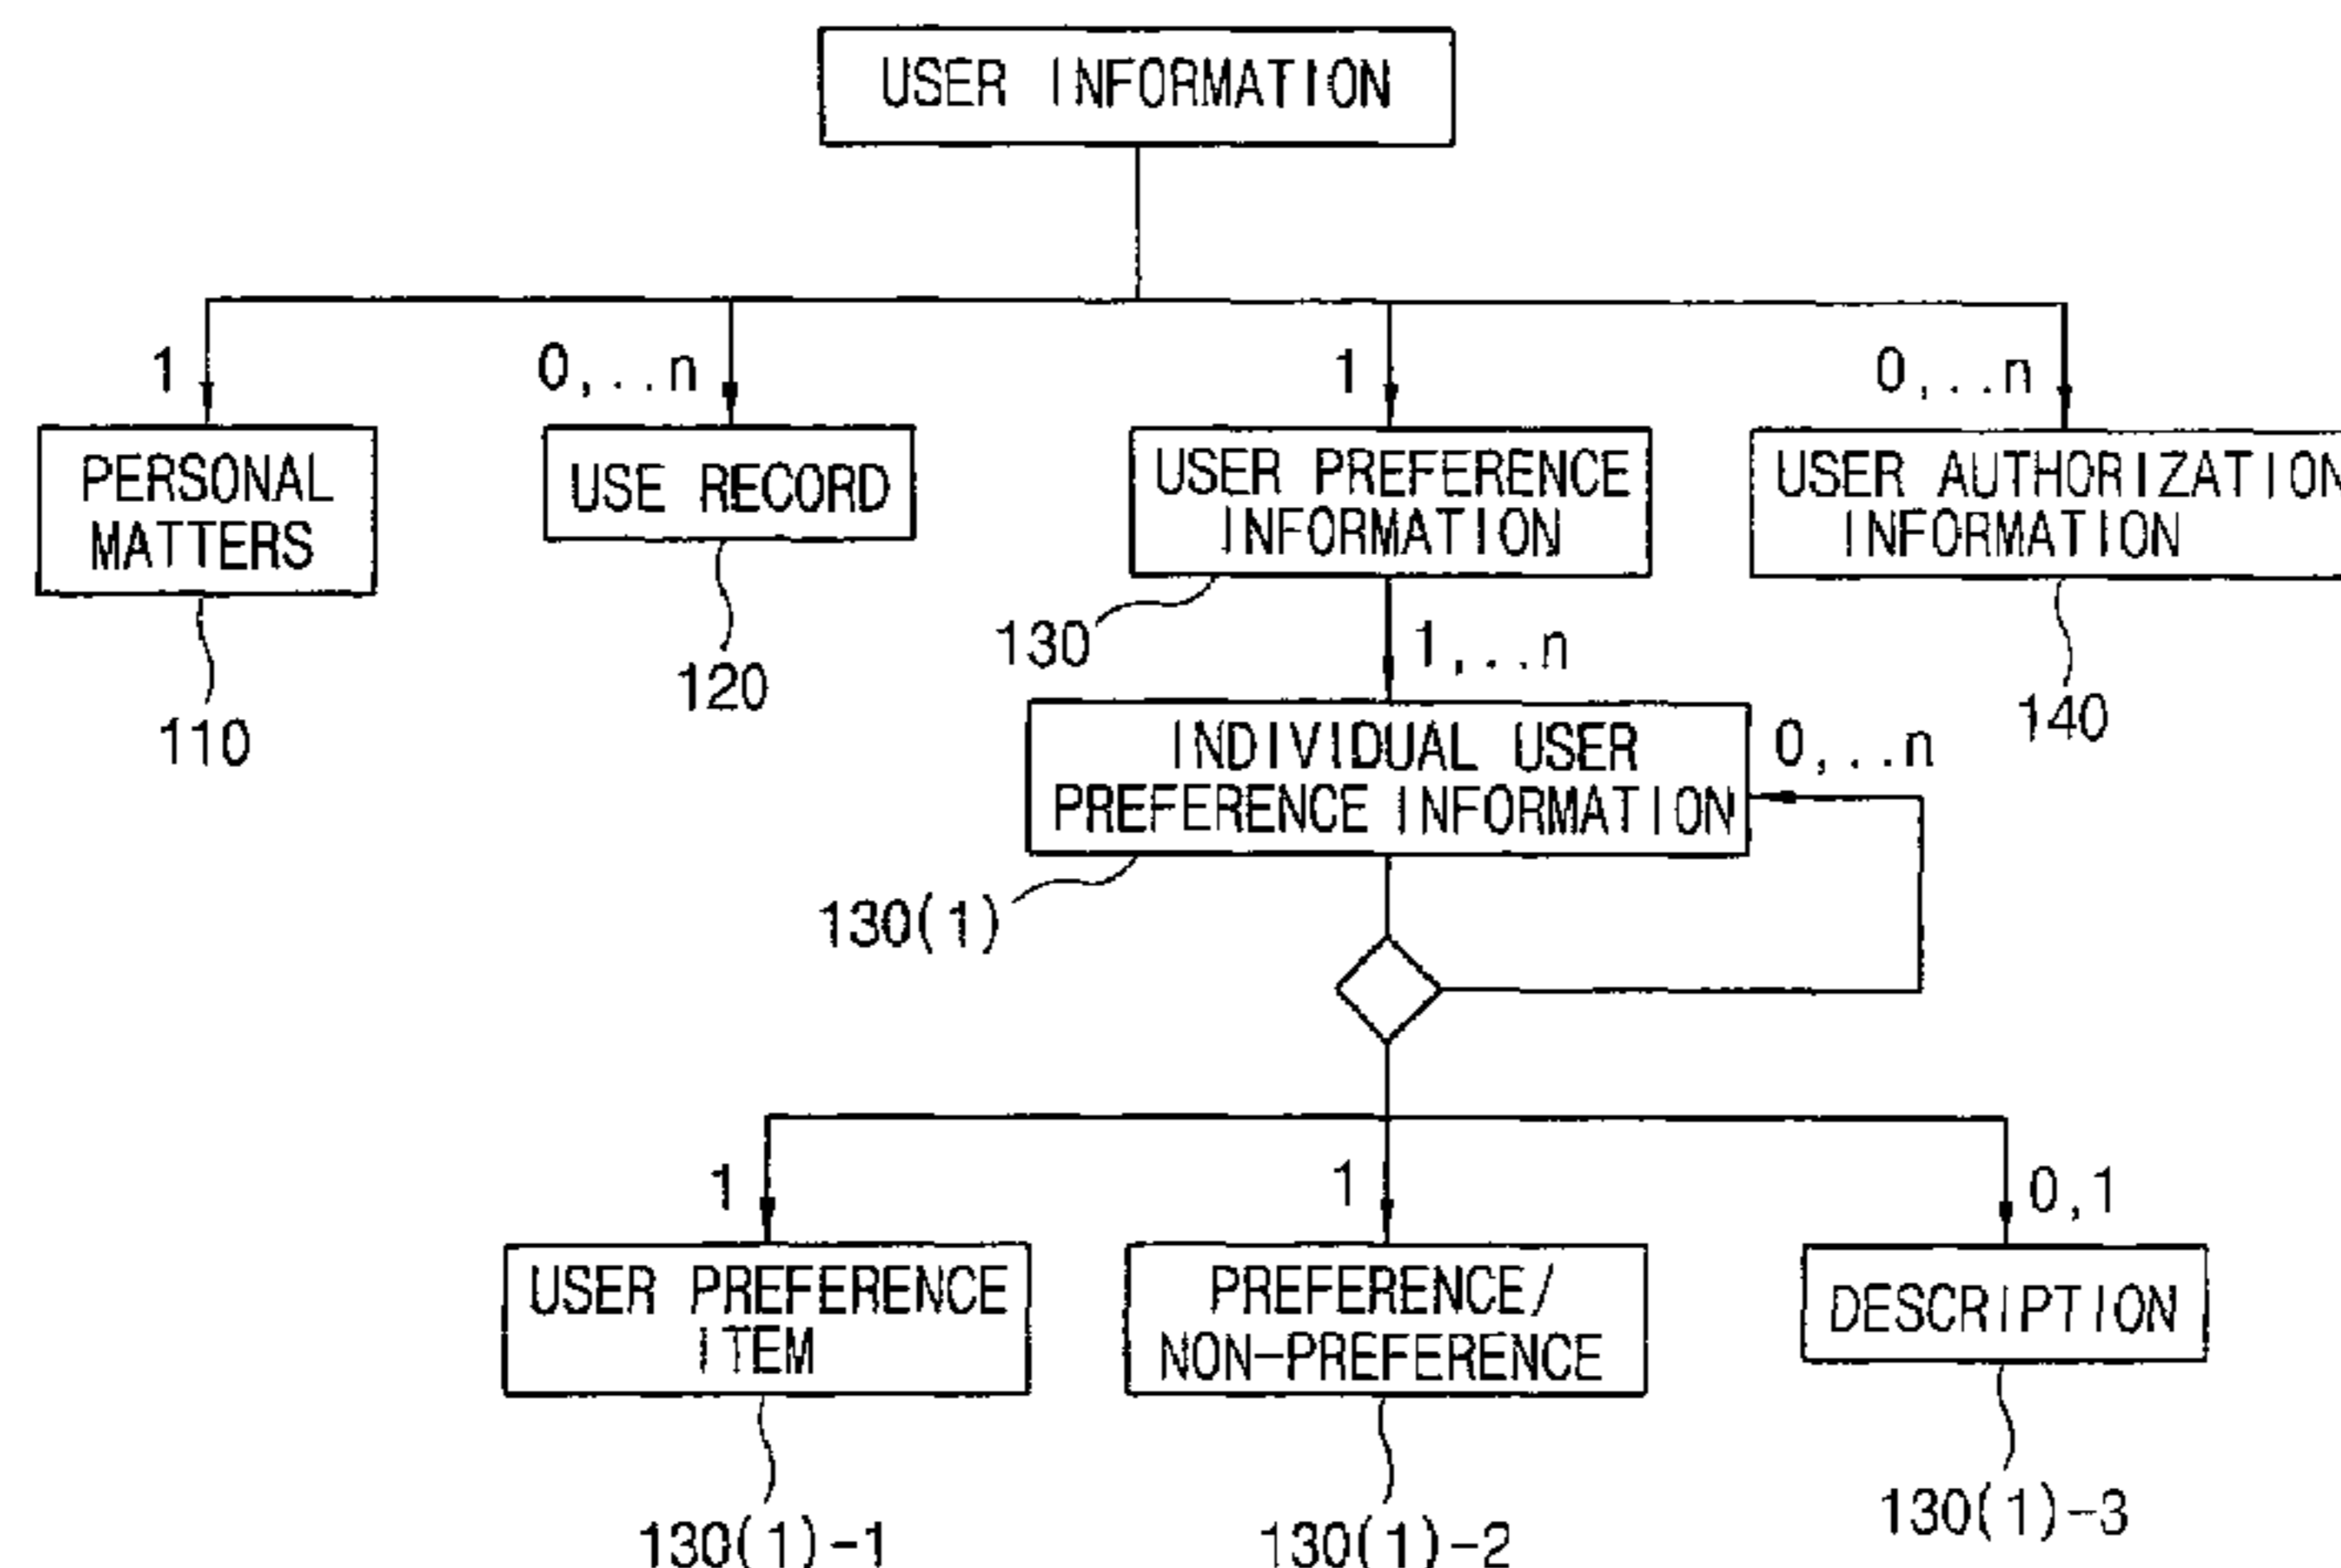 USER INFORMATION
1
0,..n
1
0,..n
PERSONAL
MATTERS
USE RECORD
USER PREFERENCE
INFORMATION
USER AUTHORIZATION
INFORMATION
110
120
130
1,..n
140
INDIVIDUAL USER
PREFERENCE INFORMATION
0,..n
130(1)
1
1
0,1
USER PREFERENCE
ITEM
PREFERENCE/
NON-PREFERENCE
DESCRIPTION
130(1)-1
130(1)-2
130(1)-3